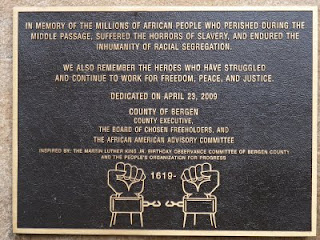 IN MEMORY OF THE MILLIONS OF AFRICAN PEOPLE WHO PERISHED DURING THE
MIDDLE PASSAGE, SUFFERED THE HORRORS OF SLAVERY, AND ENDURED THE
INHUMANITY OF RACIAL SEGREGATION.
WE ALSO REMEMBER THE HEROES WHO HAVE STRUGGLED
AND CONTINUE TO WORK FOR FREEDOM, PEACE, AND JUSTICE.
DEDICATED ON APRIL 23, 2009
COUNTY OF BERGEN
COUNTY EXECUTIVE,
THE BOARD OF CHOSEN FREEHOLDERS, AND
THE AFRICAN AMERICAN ADVISORY COMMITTEE
INSPIRED BY: THE MARTIN LUTHER KING JR. BIRTHDAY OBSERVANCE COMMITTEE OF BERGEN COUNTY
AND THE PEOPLE'S ORGANIZATION FOR PROGRESS
1619-